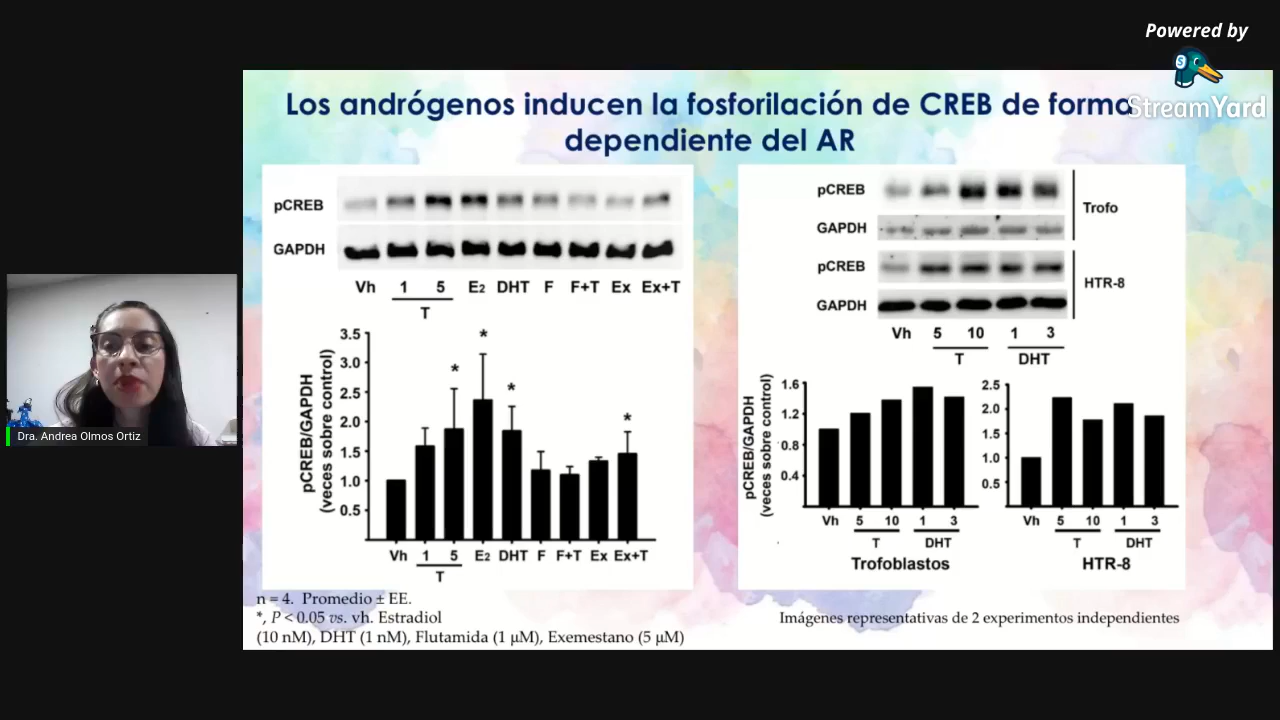 Powered by
StreamYard
Los andrógenos inducen la fosforilación de CREB de forma
dependiente del AR
pCREB
GAPDH
Vh 1 5 E2 DHT F F+T Ex Ex+T
T
3.5
3.0
2.5
2.0
1.5
1.0
0.5
pCREB/GAPDH
(veces sobre control)
* * * *
Vh 1 5 E2 DHT F F+T Ex Ex+T
T
n = 4. Promedio ± EE.
*, P < 0.05 vs. vh. Estradiol
(10 nM), DHT (1 nM), Flutamida (1 µM), Exemestano (5 µM)
pCREB
GAPDH
Trofo
pCREB
GAPDH
HTR-8
Vh 5 10 1 3
T DHT
pCREB/GAPDH
(veces sobre control)
1.6
1.2
0.8
0.4
Vh 5 10 1 3
T DHT
Trofoblastos
2.5
2.0
1.5
1.0
0.5
Vh 5 10 1 3
T DHT
HTR-8
Imágenes representativas de 2 experimentos independientes
Dra. Andrea Olmos Ortiz